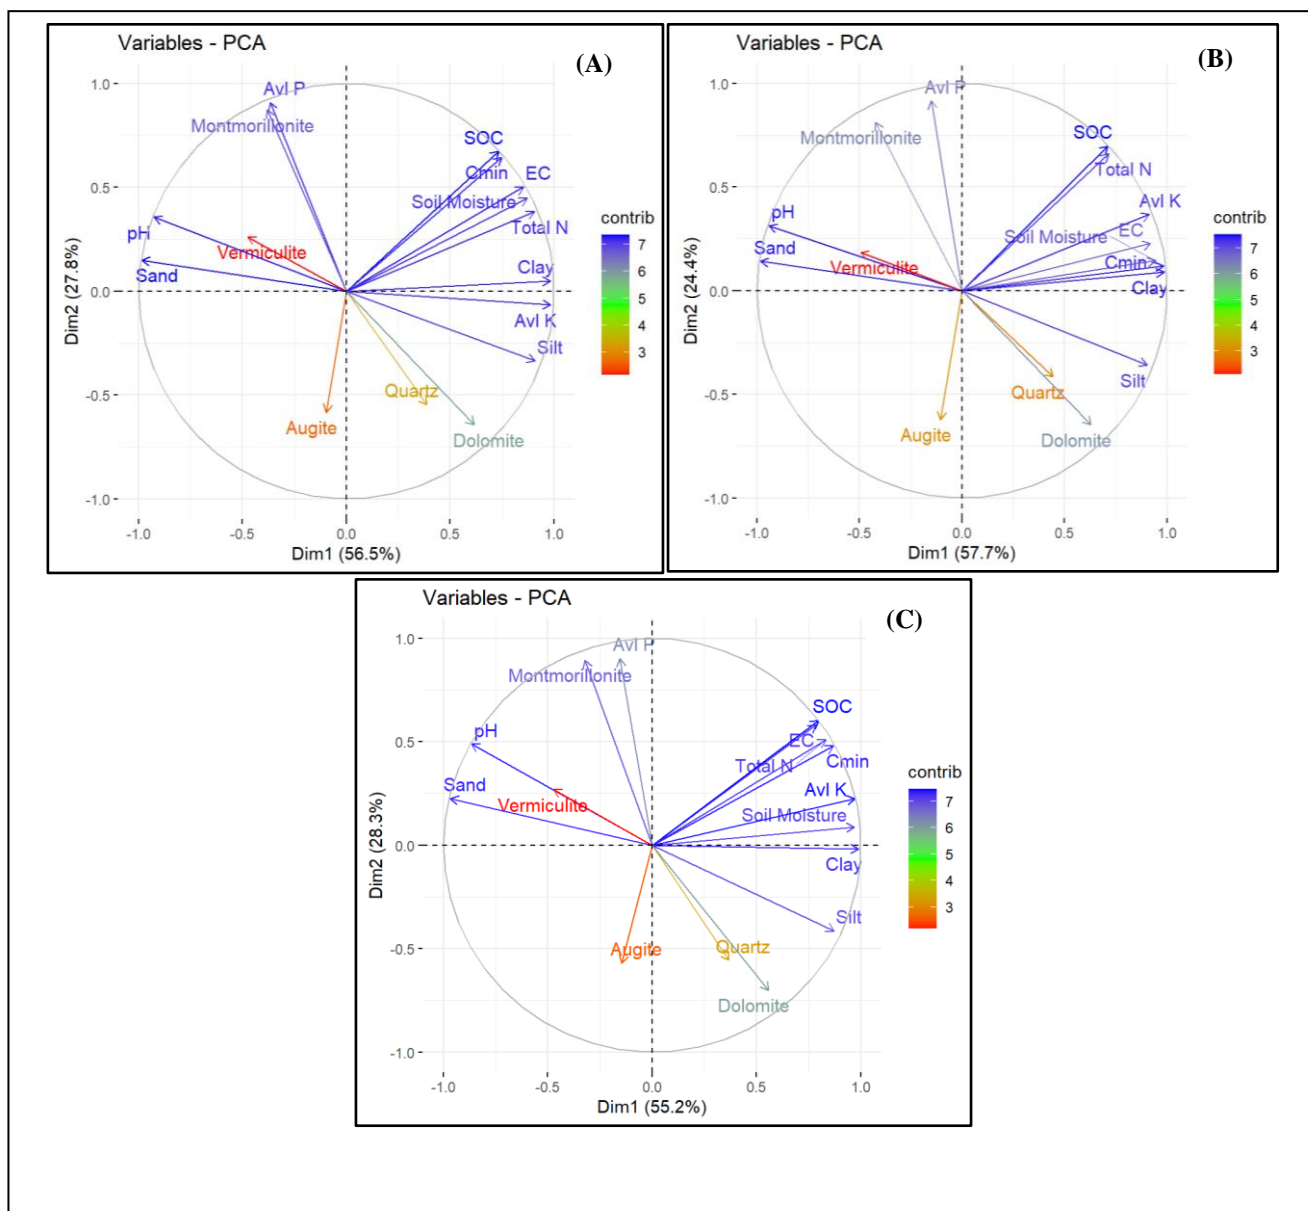 Variables - PCA
(A)
1.0
0.5
0.0
-0.5
-1.0
Dim2 (27.8%)
Avl P
Montmorillonite
SOC
Cmin
EC
Soil Moisture
Total N
pH
Vermiculite
Sand
Clay
Avl K
Silt
Quartz
Augite
Dolomite
-1.0 -0.5 0.0 0.5 1.0
Dim1 (56.5%)
contrib
7
6
5
4
3
Variables - PCA
(B)
1.0
0.5
0.0
-0.5
-1.0
Dim2 (24.4%)
Avl P
Montmorillonite
SOC
Total N
Avl K
pH
EC
Soil Moisture
Sand
Vermiculite
Cmin
Clay
Silt
Quartz
Augite
Dolomite
-1.0 -0.5 0.0 0.5 1.0
Dim1 (57.7%)
contrib
7
6
5
4
3
Variables - PCA
(C)
1.0
0.5
0.0
-0.5
-1.0
Dim2 (28.3%)
Avl P
Montmorillonite
SOC
pH
EC
Total N
Cmin
Sand
Avl K
Vermiculite
Soil Moisture
Clay
Silt
Augite
Quartz
Dolomite
-1.0 -0.5 0.0 0.5 1.0
Dim1 (55.2%)
contrib
7
6
5
4
3